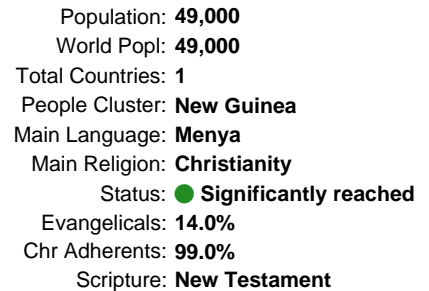 Population: 49,000
World Popl: 49,000
Total Countries: 1
People Cluster: New Guinea
Main Language: Menya
Main Religion: Christianity
Status: Significantly reached
Evangelicals: 14.0%
Chr Adherents: 99.0%
Scripture: New Testament